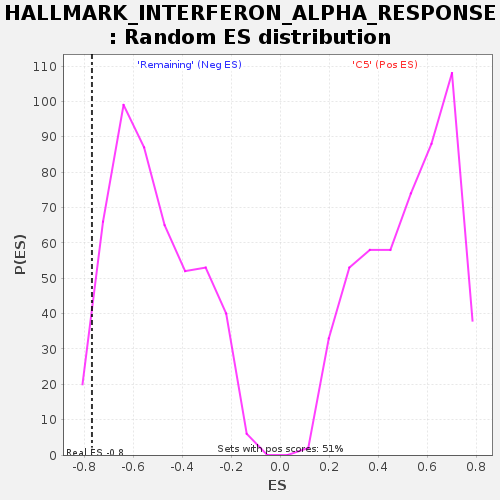 HALLMARK_INTERFERON_ALPHA_RESPONSE
: Random ES distribution
'Remaining' (Neg ES) 'C5' (Pos ES)
110
100
90
80
70
60
50
40
30
20
10
0
P(ES)
Real ES -0.8
Sets with pos scores: 51%
-0.8 -0.6 -0.4 -0.2 0.0 0.2 0.4 0.6 0.8
ES